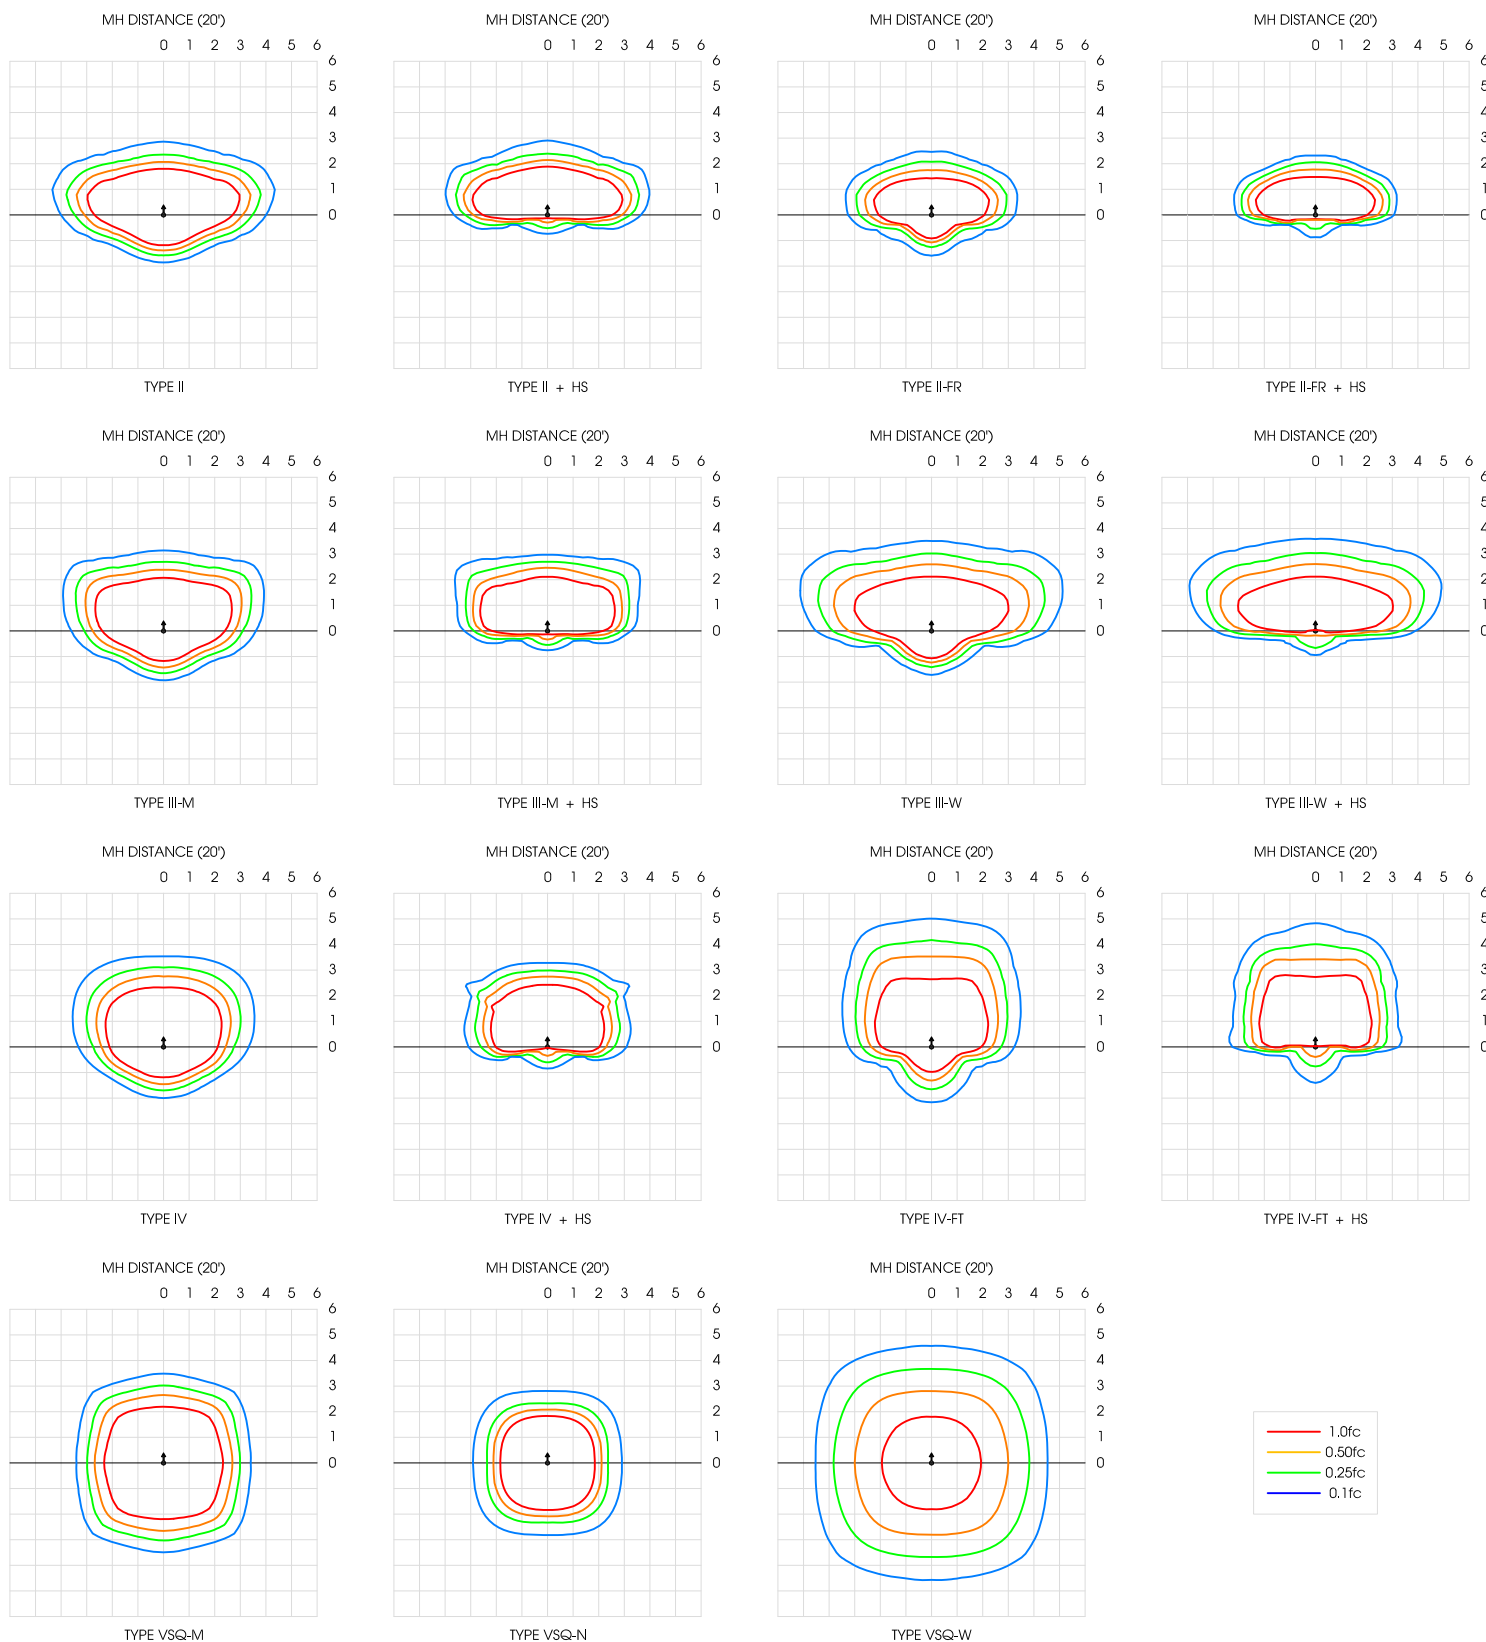 MH DISTANCE (20') MH DISTANCE (20') MH DISTANCE (20') MH DISTANCE (20')
0 1 2 3 4 5 6 0 1 2 3 4 5 6 0 1 2 3 4 5 6 0 1 2 3 4 5 6
6 6 6
5 5 5
4 4 4
3 3 3
2 2 2
1 1 1
0 0 0
TYPE II TYPE II + HS TYPE II-FR TYPE II-FR + HS
MH DISTANCE (20') MH DISTANCE (20') MH DISTANCE (20') MH DISTANCE (20')
0 1 2 3 4 5 6 0 1 2 3 4 5 6 0 1 2 3 4 5 6 0 1 2 3 4 5 6
6 6 6
5 5 5
4 4 4
3 3 3
2 2 2
1 1 1
0 0 0
TYPE III-M TYPE III-M + HS TYPE III-W TYPE III-W + HS
MH DISTANCE (20') MH DISTANCE (20') MH DISTANCE (20') MH DISTANCE (20')
0 1 2 3 4 5 6 0 1 2 3 4 5 6 0 1 2 3 4 5 6 0 1 2 3 4 5 6
6 6 6
5 5 5
4 4 4
3 3 3
2 2 2
1 1 1
0 0 0
TYPE IV TYPE IV + HS TYPE IV-FT TYPE IV-FT + HS
MH DISTANCE (20') MH DISTANCE (20') MH DISTANCE (20')
0 1 2 3 4 5 6 0 1 2 3 4 5 6 0 1 2 3 4 5 6
6 6 6
5 5 5
4 4 4
3 3 3
2 2 2
1 1 1
0 0 0
1.0fc
0.50fc
0.25fc
0.1fc
TYPE VSQ-M TYPE VSQ-N TYPE VSQ-W